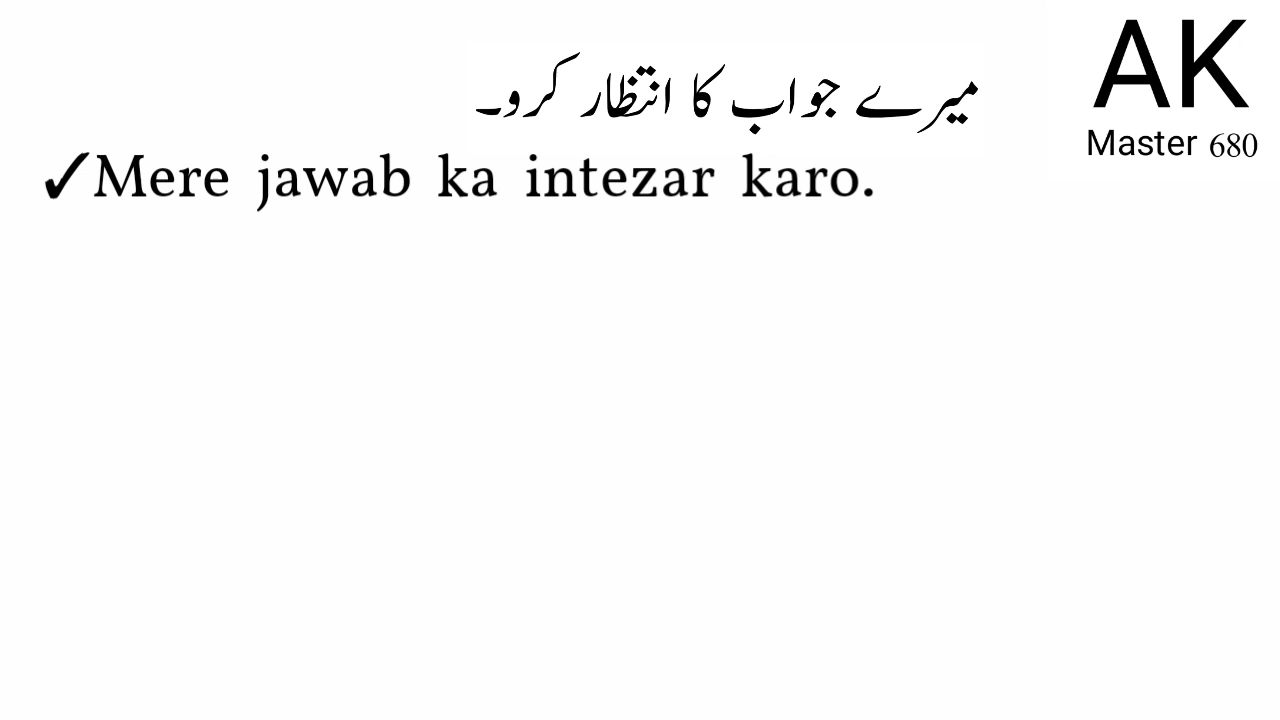 میرے جواب کا انتظار کرو۔
✓Mere jawab ka intezar karo.
AK
Master 680